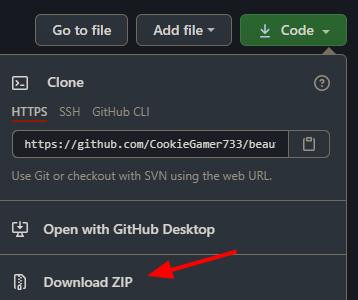 Go to file Add file Code
Clone
HTTPS SSH GitHub CLI
https://github.com/CookieGamer733/beau
Use Git or checkout with SVN using the web URL.
Open with GitHub Desktop
Download ZIP